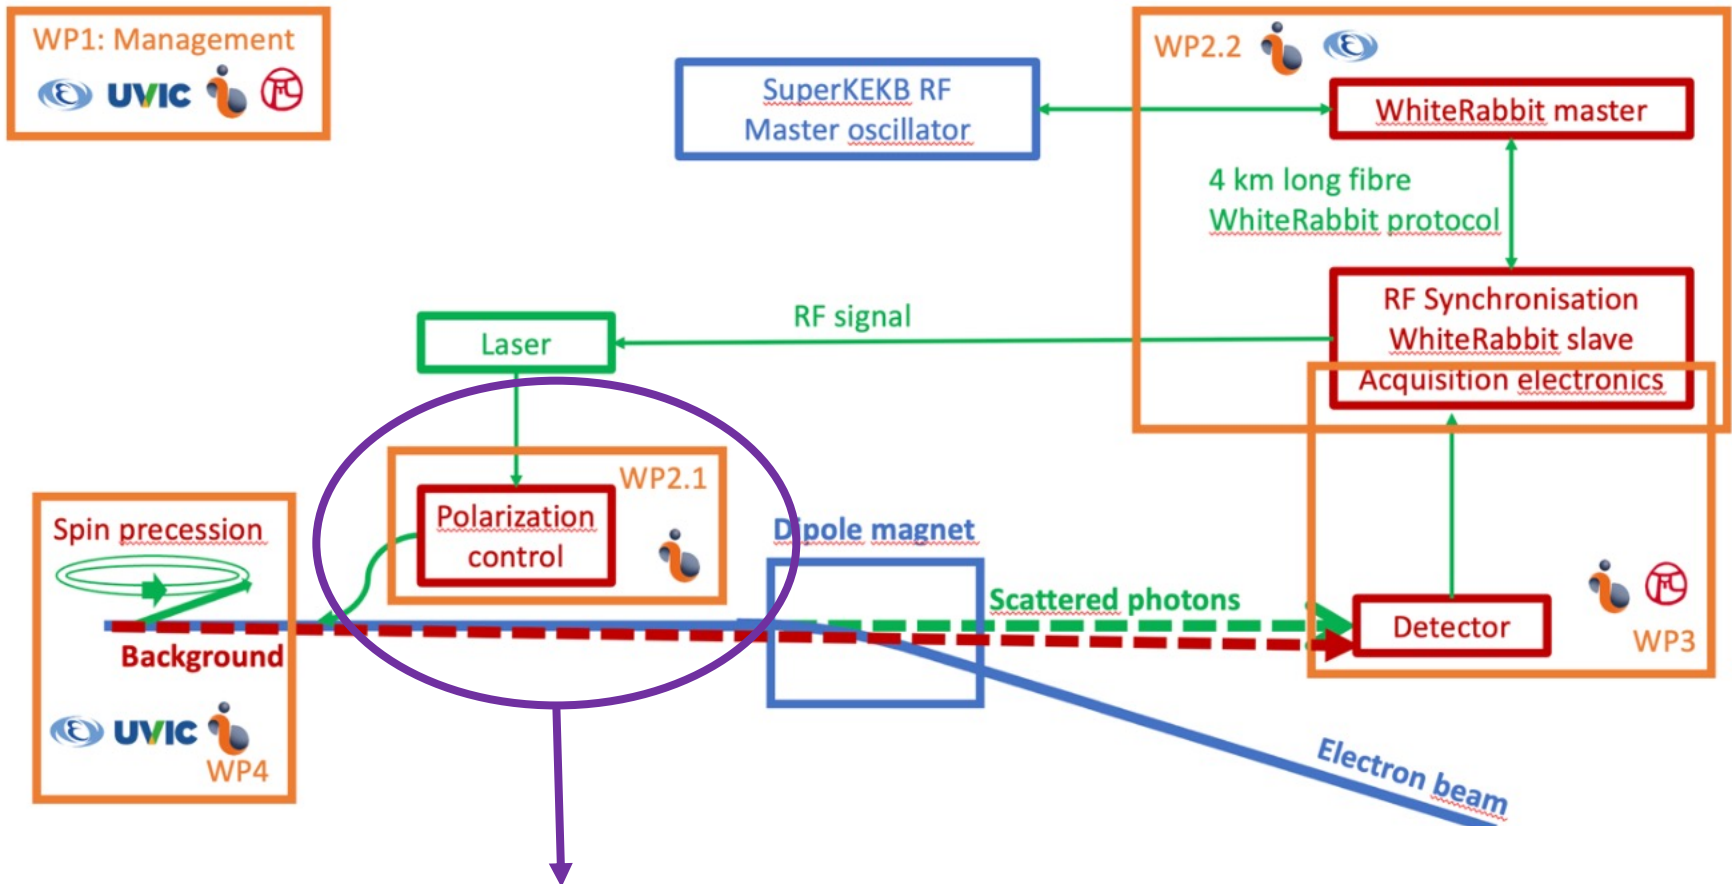 WP1: Management
UVIC
SuperKEKB RF
Master oscillator
WP2.2
WhiteRabbit master
4 km long fibre
WhiteRabbit protocol
RF Synchronisation
WhiteRabbit slave
Acquisition electronics
RF signal
Laser
WP2.1
Polarization
control
Spin precession
Background
UVIC
WP4
Dipole magnet
Scattered photons
Detector
WP3
Electron beam